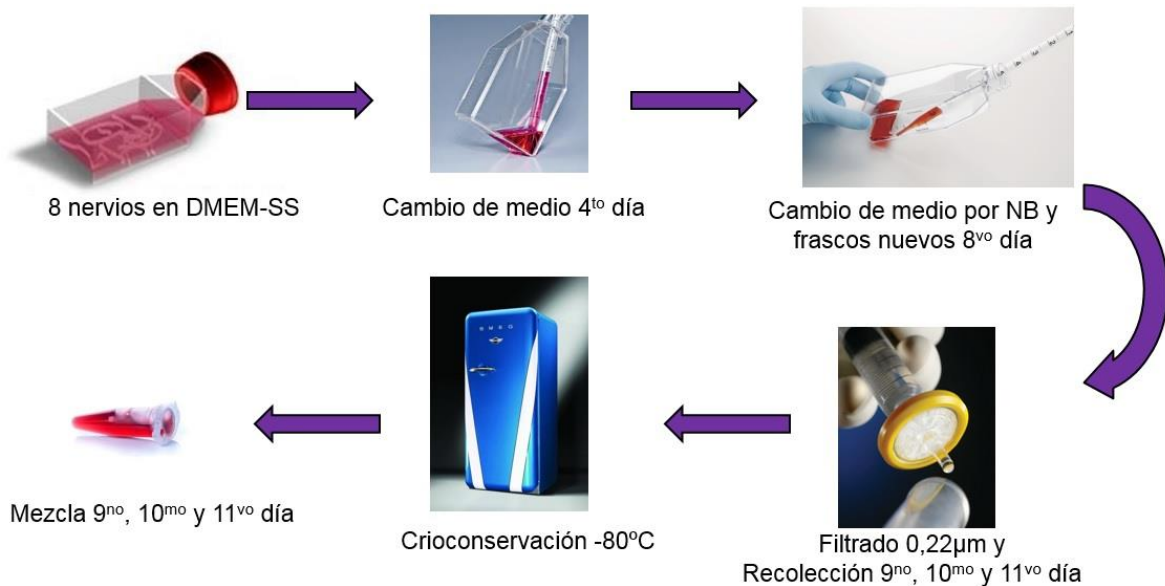 8 nervios en DMEM-SS
Cambio de medio 4to día
Cambio de medio por NB y
frascos nuevos 8vo día
Filtrado 0,22µm y
Recolección 9no, 10mo y 11vo día
SMEG
Crioconservación -80ºC
Mezcla 9no, 10mo y 11vo día